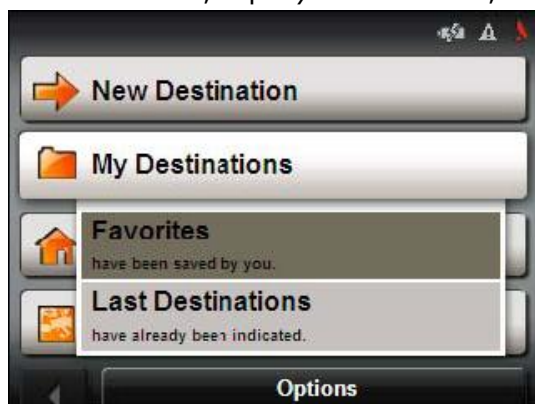 New Destination
My Destinations
Favorites
have been saved by you.
Last Destinations
have already been indicated.
Options